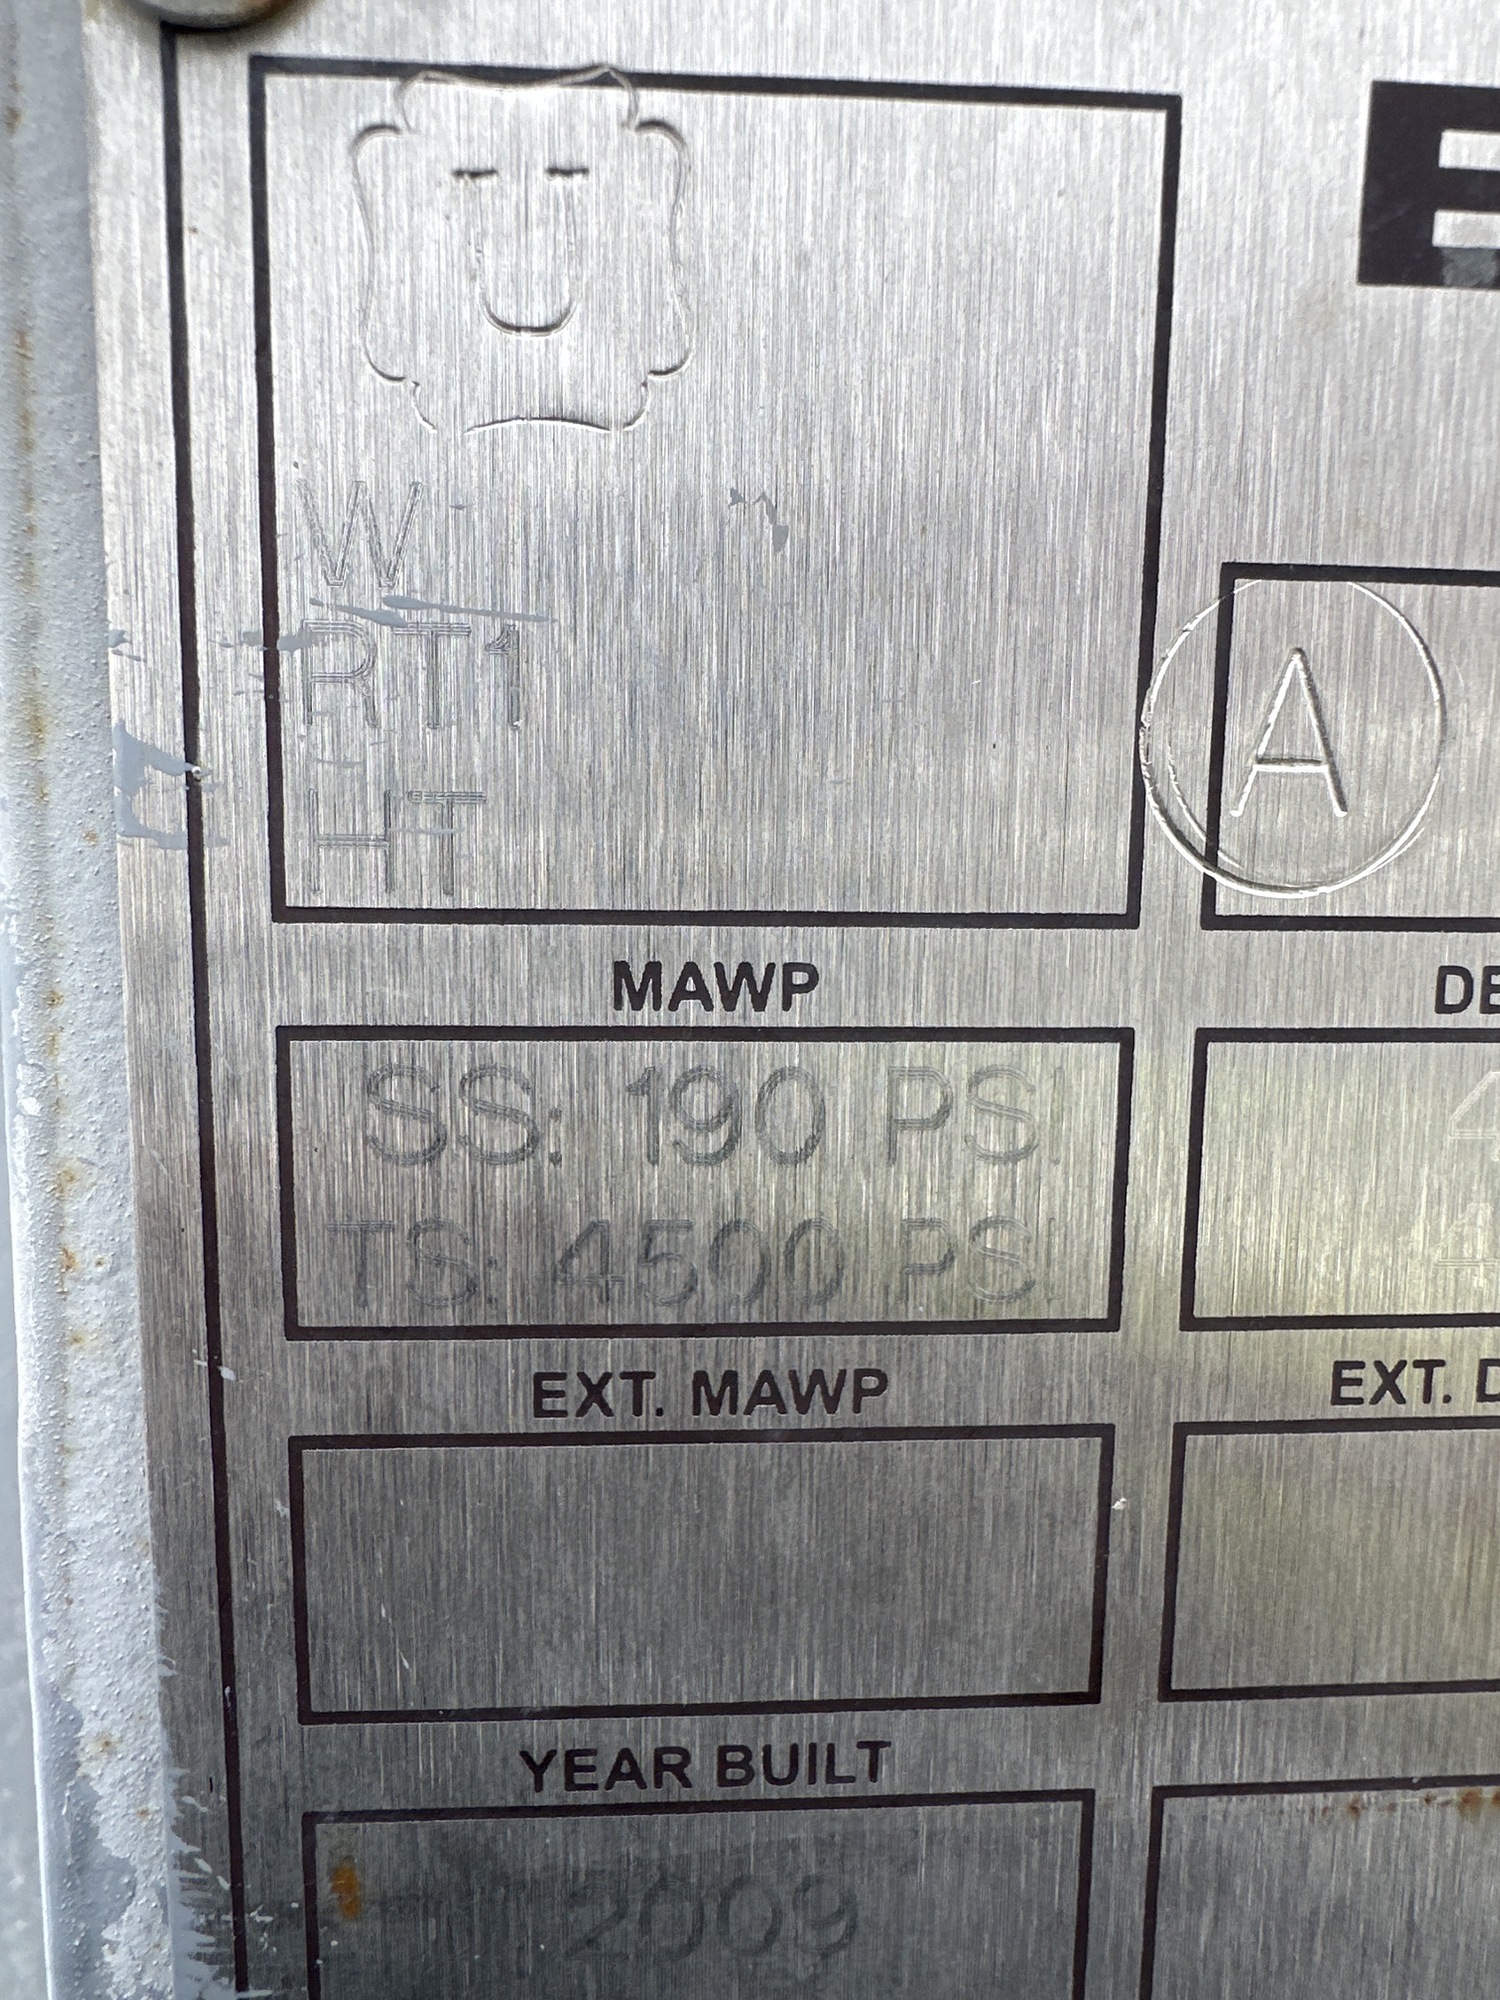 U
W
RT1
HT
A
MAWP
SS: 190 PSI
TS: 4500 PSI
EXT. MAWP
YEAR BUILT
2009